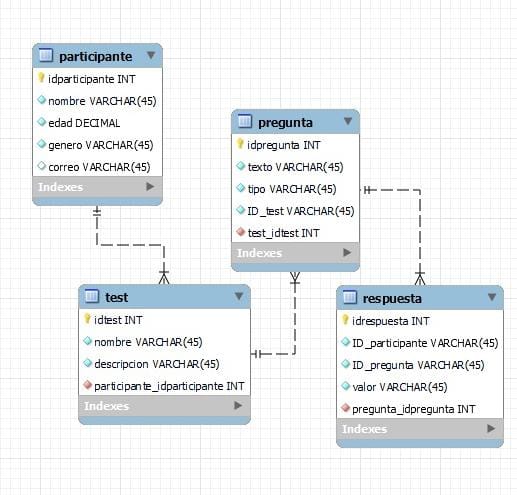 participante
idparticipante INT
nombre VARCHAR(45)
edad DECIMAL
genero VARCHAR(45)
correo VARCHAR(45)
Indexes
pregunta
idpregunta INT
texto VARCHAR(45)
tipo VARCHAR(45)
ID_test VARCHAR(45)
test_idtest INT
Indexes
test
idtest INT
nombre VARCHAR(45)
descripcion VARCHAR(45)
participante_idparticipante INT
Indexes
respuesta
idrespuesta INT
ID_participante VARCHAR(45)
ID_pregunta VARCHAR(45)
valor VARCHAR(45)
pregunta_idpregunta INT
Indexes